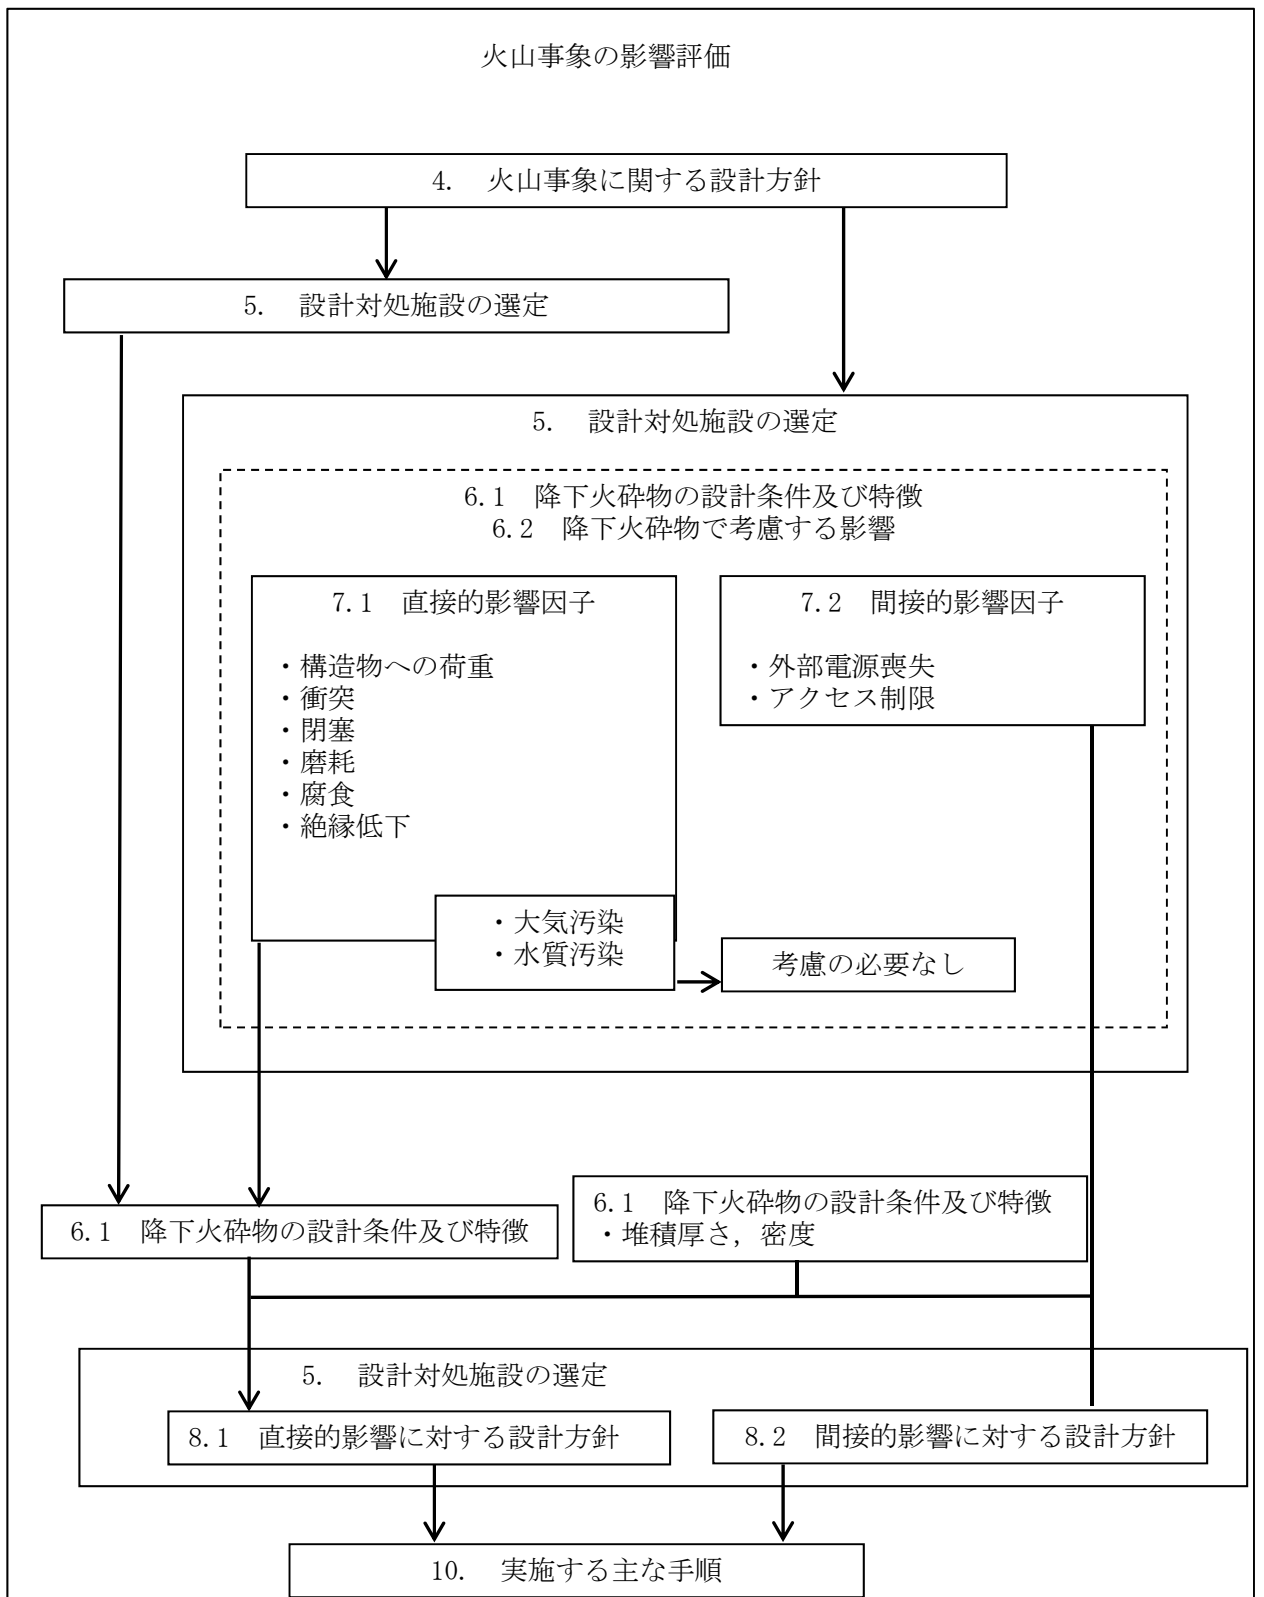 火山事象の影響評価
4.　火山事象に関する設計方針
5.　設計対処施設の選定
5.　設計対処施設の選定
6.1　降下火砕物の設計条件及び特徴
6.2　降下火砕物で考慮する影響
7.1　直接的影響因子
・構造物への荷重
・衝突
・閉塞
・磨耗
・腐食
・絶縁低下
・大気汚染
・水質汚染
7.2　間接的影響因子
・外部電源喪失
・アクセス制限
考慮の必要なし
6.1　降下火砕物の設計条件及び特徴
6.1　降下火砕物の設計条件及び特徴
・堆積厚さ，密度
5.　設計対処施設の選定
8.1　直接的影響に対する設計方針
8.2　間接的影響に対する設計方針
10.　実施する主な手順